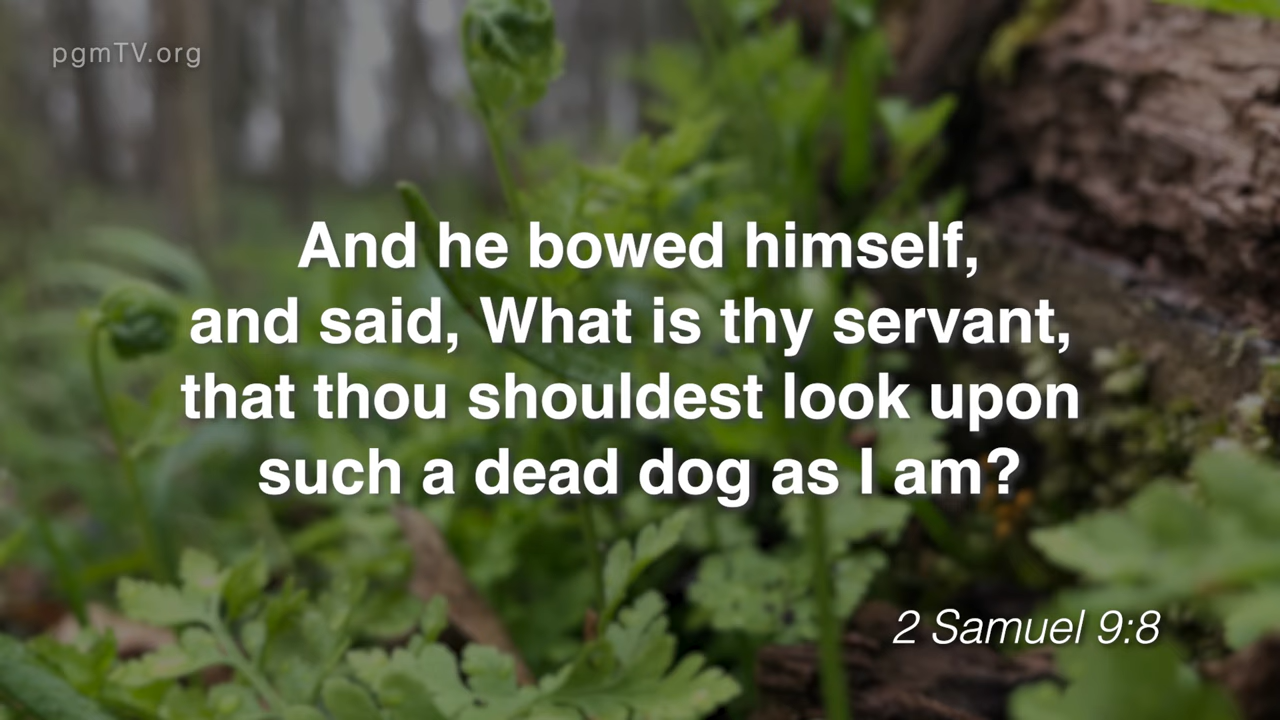 pgmTV.org
And he bowed himself,
and said, What is thy servant,
that thou shouldest look upon
such a dead dog as I am?
2 Samuel 9:8